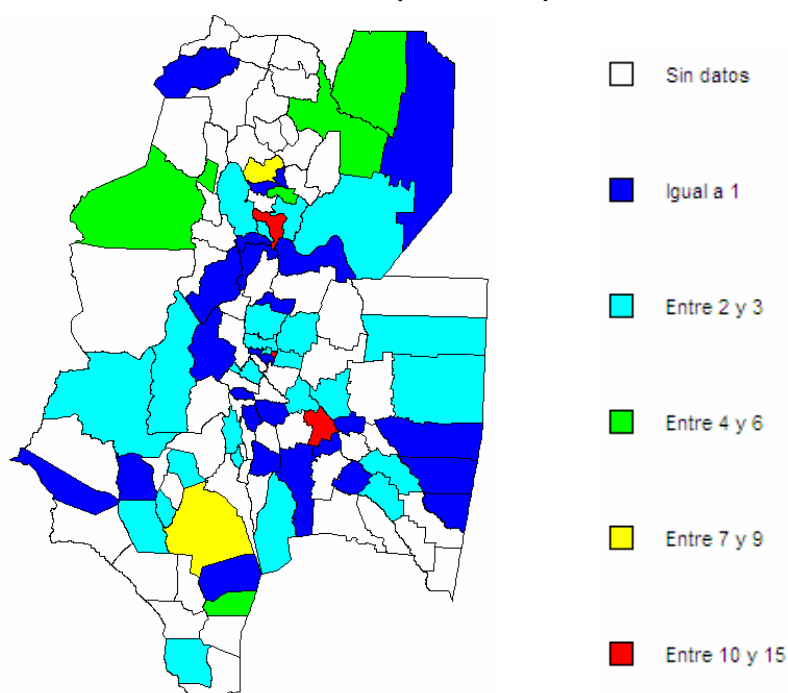 Sin datos
Igual a 1
Entre 2 y 3
Entre 4 y 6
Entre 7 y 9
Entre 10 y 15